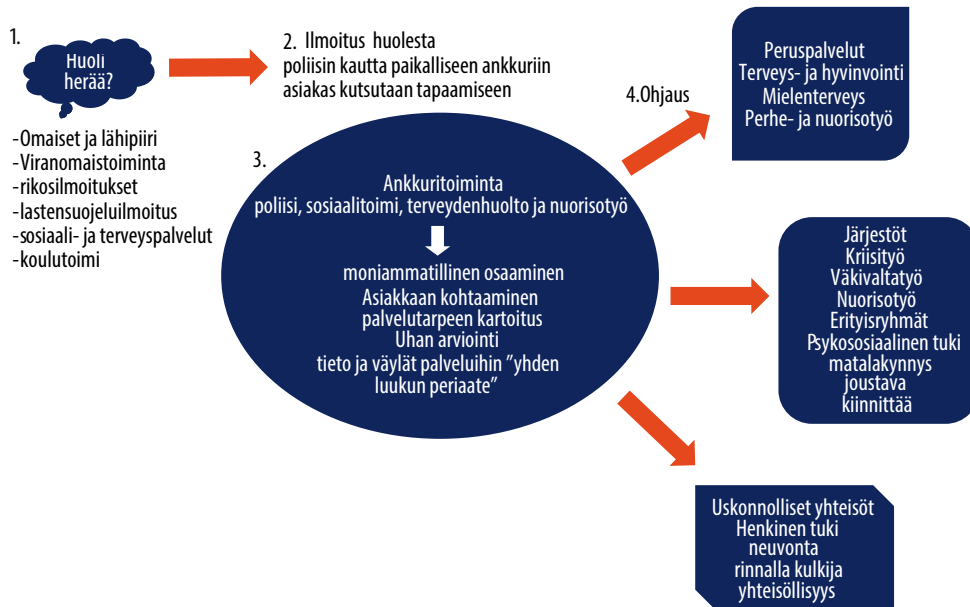 1.
Huoli
herää?
-Omaiset ja lähipiiri
-Viranomaistoiminta
-rikosilmoitukset
-lastensuojeluilmoitus
-sosiaali- ja terveyspalvelut
-koulutoimi
2. Ilmoitus huolesta
poliisin kautta paikalliseen ankkuriin
asiakas kutsutaan tapaamiseen
3.
Ankkuritoiminta
poliisi, sosiaalitoimi, terveydenhuolto ja nuorisotyö
moniammatillinen osaaminen
Asiakkaan kohtaaminen
palvelutarpeen kartoitus
Uhan arviointi
tieto ja väylät palveluihin ”yhden
luukun periaate”
4.Ohjaus
Peruspalvelut
Terveys- ja hyvinvointi
Mielenterveys
Perhe- ja nuorisotyö
Järjestöt
Kriisityö
Väkivaltatyö
Nuorisotyö
Erityisryhmät
Psykososiaalinen tuki
matalakynnys
joustava
kiinnittää
Uskonnolliset yhteisöt
Henkinen tuki
neuvonta
rinnalla kulkija
yhteisöllisyys